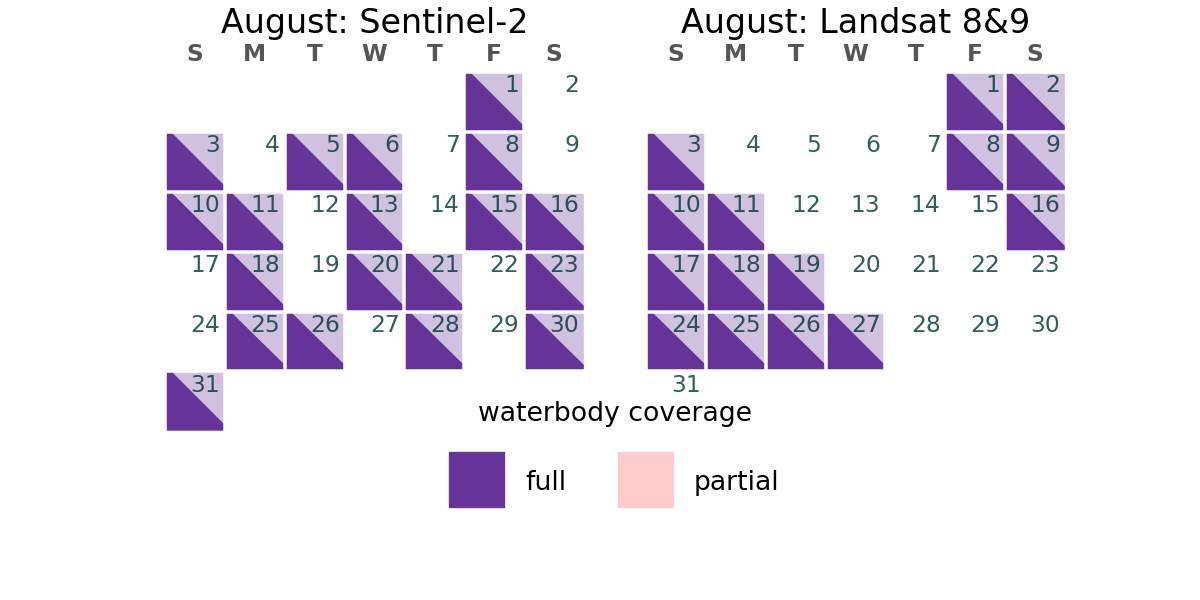 August: Sentinel-2
S M T W T F S
1 2
3 4 5 6 7 8 9
10 11 12 13 14 15 16
17 18 19 20 21 22 23
24 25 26 27 28 29 30
31
August: Landsat 8&9
S M T W T F S
1 2
3 4 5 6 7 8 9
10 11 12 13 14 15 16
17 18 19 20 21 22 23
24 25 26 27 28 29 30
31
waterbody coverage
full partial